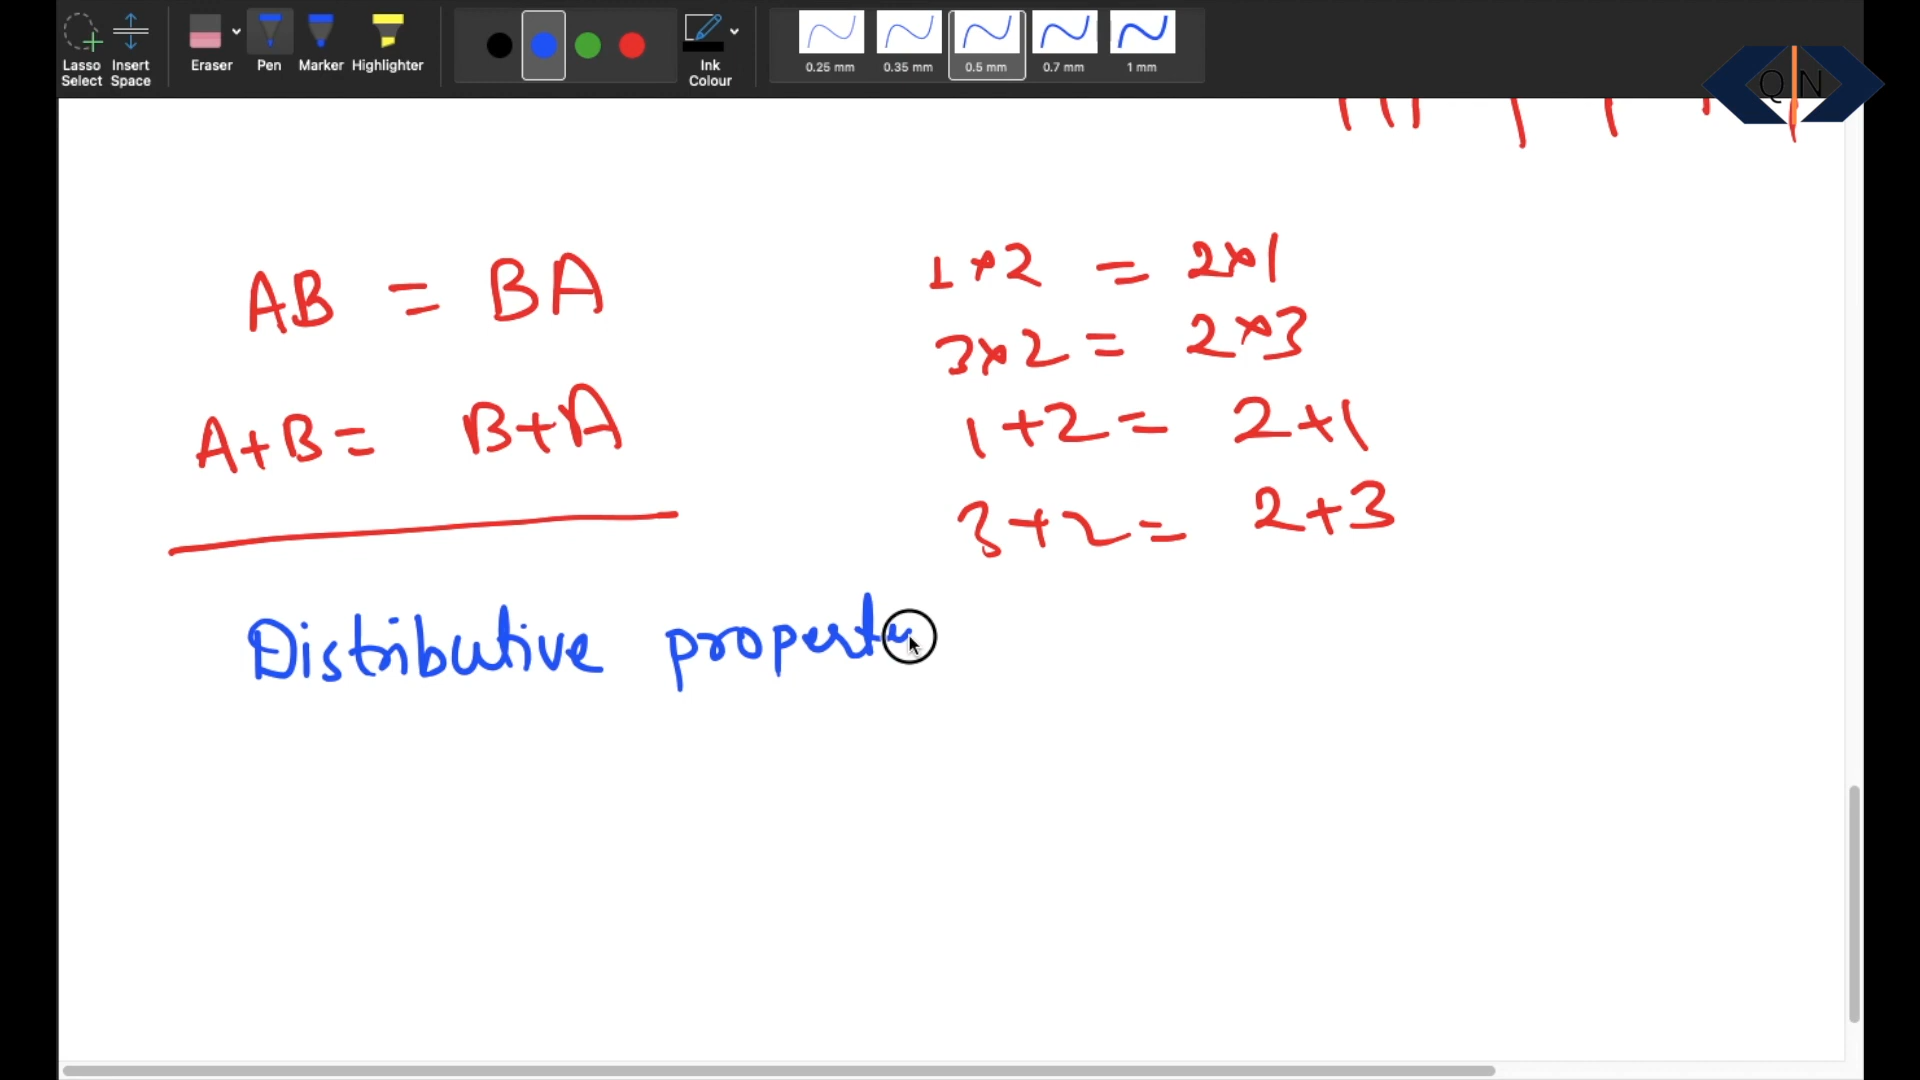 Lasso Select
Insert Space
Eraser
Pen
Marker
Highlighter
Ink Colour
0.25 mm
0.35 mm
0.5 mm
0.7 mm
1 mm
QN
AB = BA
A+B = B+A
1*2 = 2*1
3*2 = 2*3
1+2 = 2+1
3+2 = 2+3
Distributive